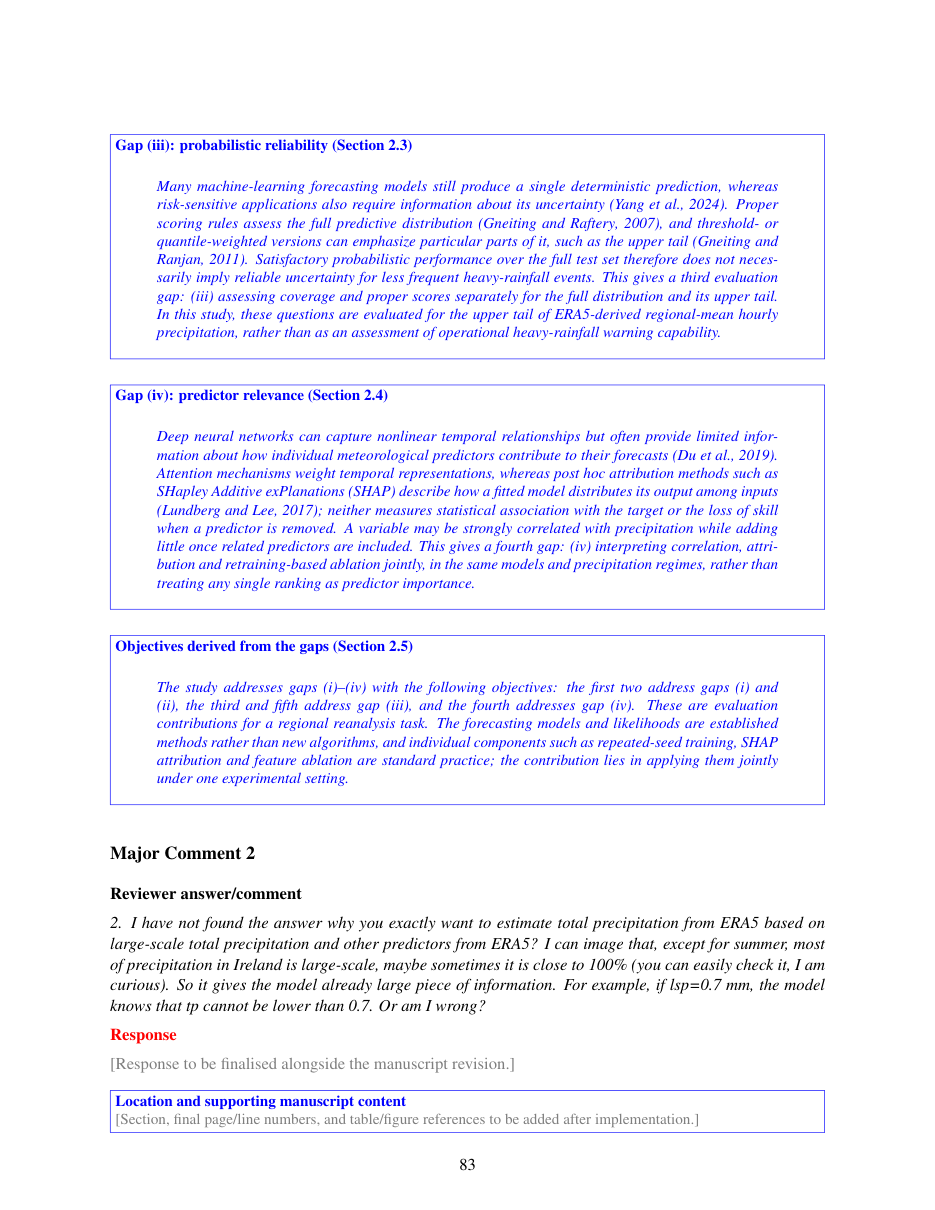 Gap (iii): probabilistic reliability (Section 2.3)
Many machine-learning forecasting models still produce a single deterministic prediction, whereas
risk-sensitive applications also require information about its uncertainty (Yang et al., 2024). Proper
scoring rules assess the full predictive distribution (Gneiting and Raftery, 2007), and threshold- or
quantile-weighted versions can emphasize particular parts of it, such as the upper tail (Gneiting and
Ranjan, 2011). Satisfactory probabilistic performance over the full test set therefore does not neces-
sarily imply reliable uncertainty for less frequent heavy-rainfall events. This gives a third evaluation
gap: (iii) assessing coverage and proper scores separately for the full distribution and its upper tail.
In this study, these questions are evaluated for the upper tail of ERA5-derived regional-mean hourly
precipitation, rather than as an assessment of operational heavy-rainfall warning capability.
Gap (iv): predictor relevance (Section 2.4)
Deep neural networks can capture nonlinear temporal relationships but often provide limited infor-
mation about how individual meteorological predictors contribute to their forecasts (Du et al., 2019).
Attention mechanisms weight temporal representations, whereas post hoc attribution methods such as
SHapley Additive exPlanations (SHAP) describe how a fitted model distributes its output among inputs
(Lundberg and Lee, 2017); neither measures statistical association with the target or the loss of skill
when a predictor is removed. A variable may be strongly correlated with precipitation while adding
little once related predictors are included. This gives a fourth gap: (iv) interpreting correlation, attri-
bution and retraining-based ablation jointly, in the same models and precipitation regimes, rather than
treating any single ranking as predictor importance.
Objectives derived from the gaps (Section 2.5)
The study addresses gaps (i)–(iv) with the following objectives: the first two address gaps (i) and
(ii), the third and fifth address gap (iii), and the fourth addresses gap (iv). These are evaluation
contributions for a regional reanalysis task. The forecasting models and likelihoods are established
methods rather than new algorithms, and individual components such as repeated-seed training, SHAP
attribution and feature ablation are standard practice; the contribution lies in applying them jointly
under one experimental setting.
Major Comment 2
Reviewer answer/comment
2. I have not found the answer why you exactly want to estimate total precipitation from ERA5 based on
large-scale total precipitation and other predictors from ERA5? I can image that, except for summer, most
of precipitation in Ireland is large-scale, maybe sometimes it is close to 100% (you can easily check it, I am
curious). So it gives the model already large piece of information. For example, if lsp=0.7 mm, the model
knows that tp cannot be lower than 0.7. Or am I wrong?
Response
[Response to be finalised alongside the manuscript revision.]
Location and supporting manuscript content
[Section, final page/line numbers, and table/figure references to be added after implementation.]
83